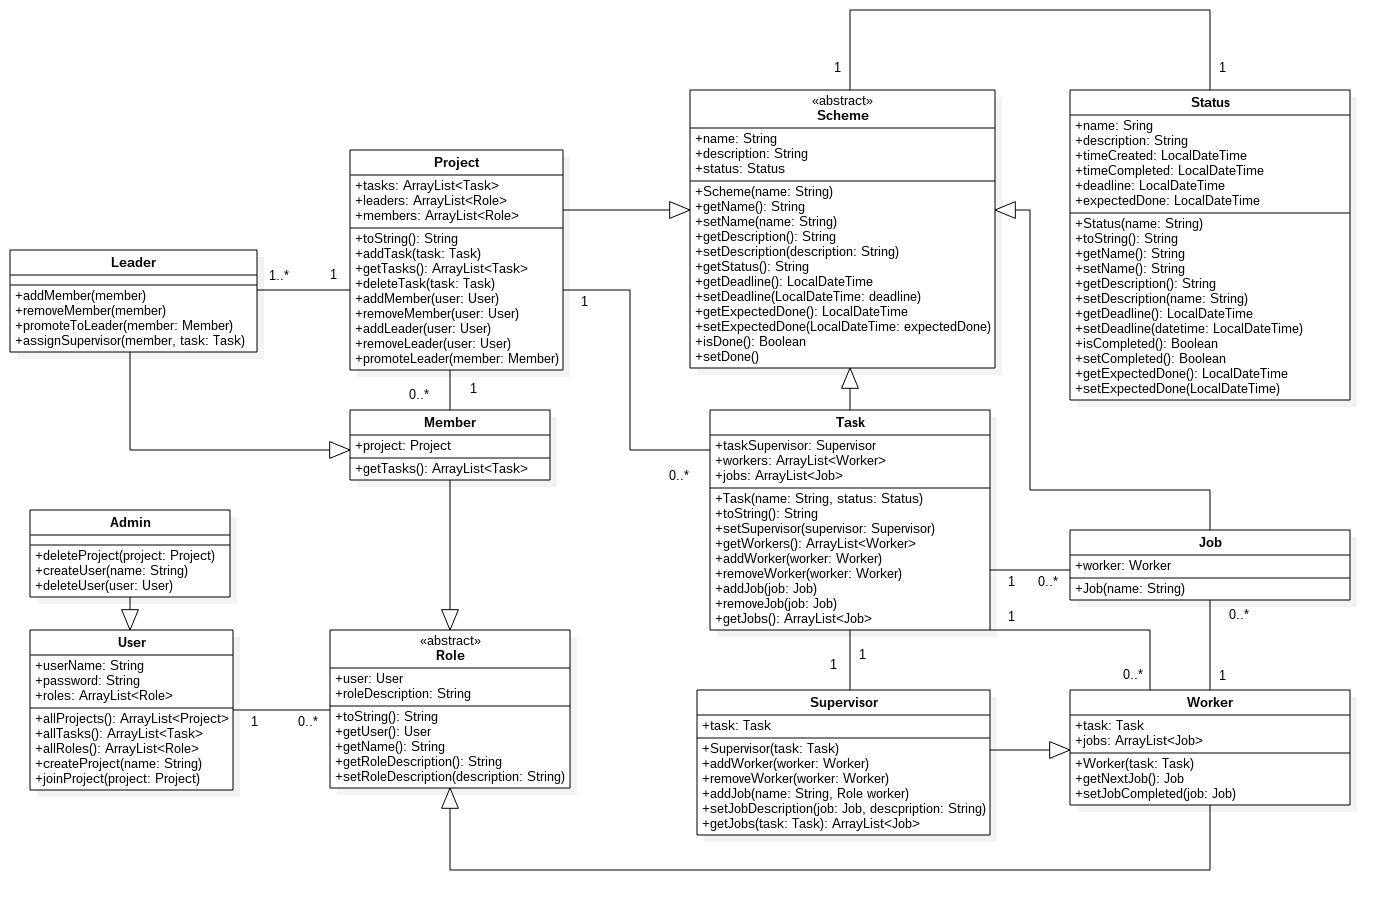 1
1
«abstract»
Scheme
+name: String
+description: String
+status: Status
+Scheme(name: String)
+getName(): String
+setName(name: String)
+getDescription(): String
+setDescription(description: String)
+getStatus(): String
+getDeadline(): LocalDateTime
+setDeadline(LocalDateTime: deadline)
+getExpectedDone(): LocalDateTime
+setExpectedDone(LocalDateTime: expectedDone)
+isDone(): Boolean
+setDone()
Status
+name: Sring
+description: String
+timeCreated: LocalDateTime
+timeCompleted: LocalDateTime
+deadline: LocalDateTime
+expectedDone: LocalDateTime
+Status(name: String)
+toString(): String
+getName(): String
+setName(): String
+getDescription(): String
+setDescription(name: String)
+getDeadline(): LocalDateTime
+setDeadline(datetime: LocalDateTime)
+isCompleted(): Boolean
+setCompleted(): Boolean
+getExpectedDone(): LocalDateTime
+setExpectedDone(LocalDateTime)
Project
+tasks: ArrayList<Task>
+leaders: ArrayList<Role>
+members: ArrayList<Role>
+toString(): String
+addTask(task: Task)
+getTasks(): ArrayList<Task>
+deleteTask(task: Task)
+addMember(user: User)
+removeMember(user: User)
+addLeader(user: User)
+removeLeader(user: User)
+promoteLeader(member: Member)
Leader
+addMember(member)
+removeMember(member)
+promoteToLeader(member: Member)
+assignSupervisor(member, task: Task)
1..*
1
1
0..*
1
0..*
Member
+project: Project
+getTasks(): ArrayList<Task>
Task
+taskSupervisor: Supervisor
+workers: ArrayList<Worker>
+jobs: ArrayList<Job>
+Task(name: String, status: Status)
+toString(): String
+setSupervisor(supervisor: Supervisor)
+getWorkers(): ArrayList<Worker>
+addWorker(worker: Worker)
+removeWorker(worker: Worker)
+addJob(job: Job)
+removeJob(job: Job)
+getJobs(): ArrayList<Job>
Job
+worker: Worker
+Job(name: String)
1
0..*
1
0..*
0..*
1
1
1
Admin
+deleteProject(project: Project)
+createUser(name: String)
+deleteUser(user: User)
User
+userName: String
+password: String
+roles: ArrayList<Role>
+allProjects(): ArrayList<Project>
+allTasks(): ArrayList<Task>
+allRoles(): ArrayList<Role>
+createProject(name: String)
+joinProject(project: Project)
1
0..*
«abstract»
Role
+user: User
+roleDescription: String
+toString(): String
+getUser(): User
+getName(): String
+getRoleDescription(): String
+setRoleDescription(description: String)
Supervisor
+task: Task
+Supervisor(task: Task)
+addWorker(worker: Worker)
+removeWorker(worker: Worker)
+addJob(name: String, Role worker)
+setJobDescription(job: Job, descpription: String)
+getJobs(task: Task): ArrayList<Job>
Worker
+task: Task
+jobs: ArrayList<Job>
+Worker(task: Task)
+getNextJob(): Job
+setJobCompleted(job: Job)